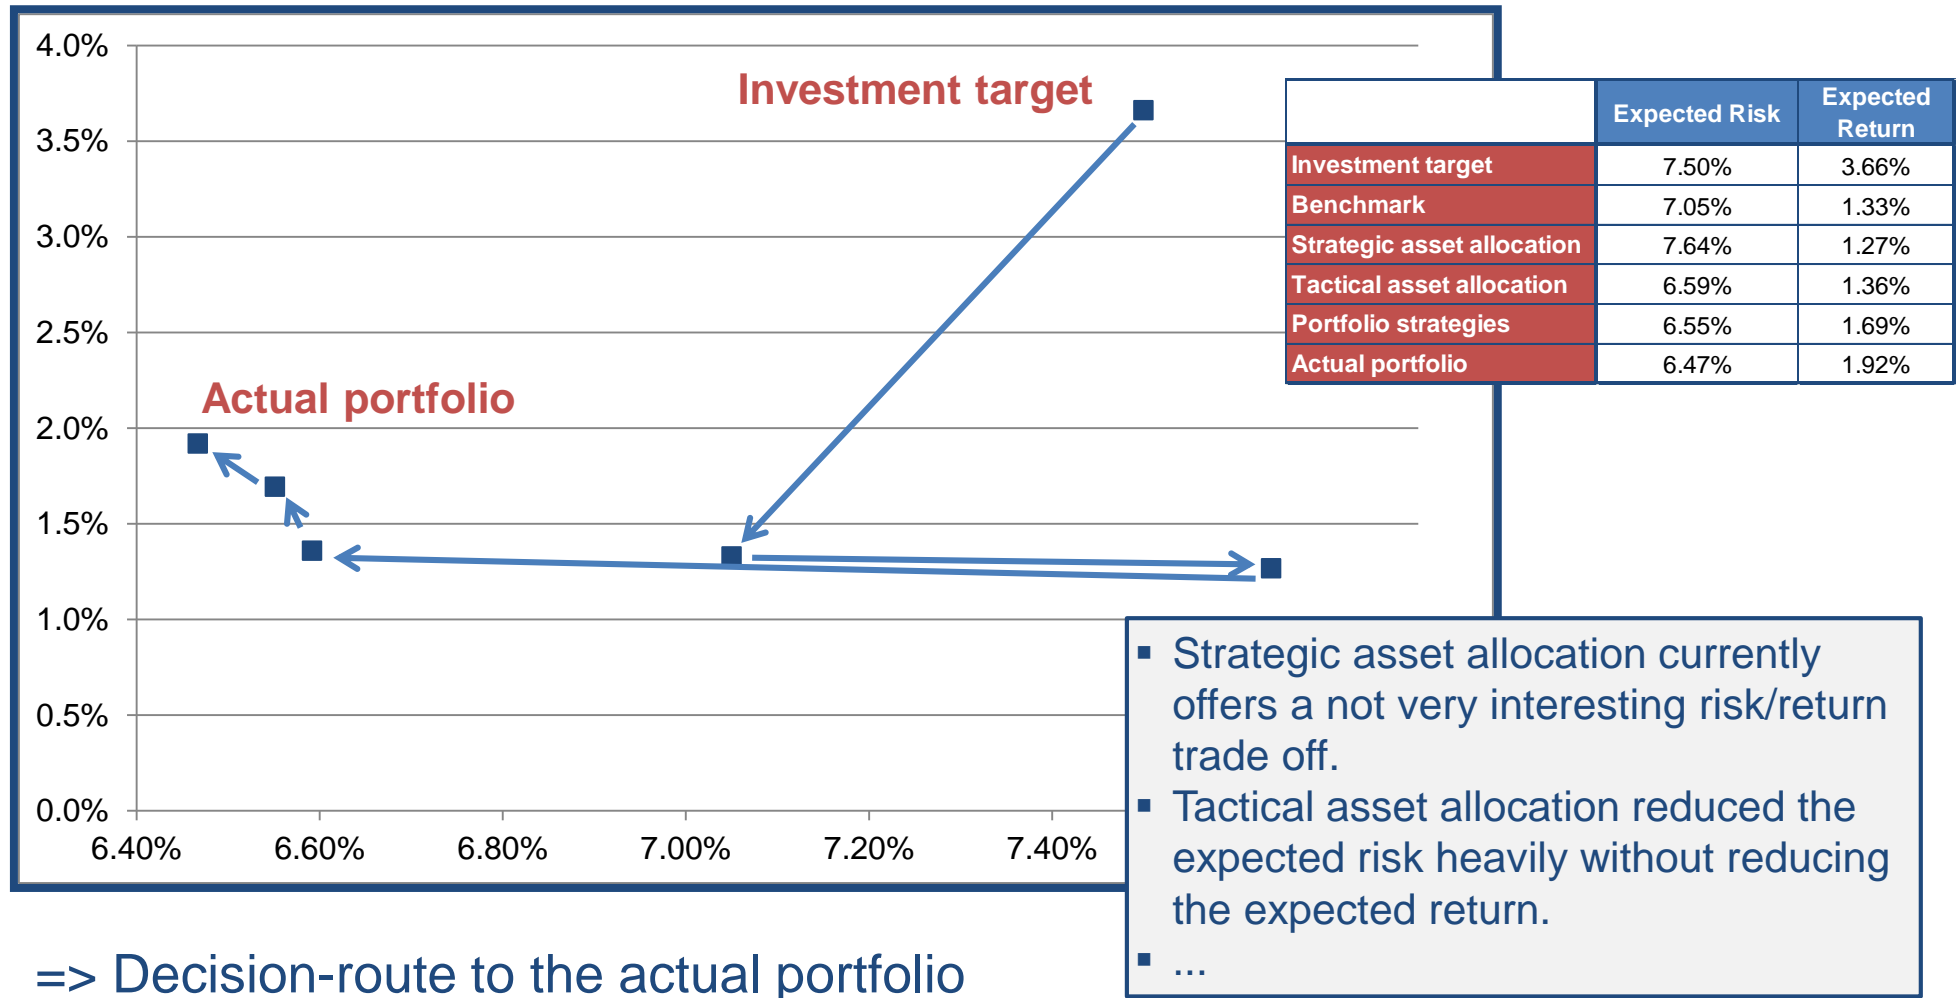 4.0%
3.5%
3.0%
2.5%
2.0%
1.5%
1.0%
0.5%
0.0%
6.40% 6.60% 6.80% 7.00% 7.20% 7.40%
Investment target
Actual portfolio
Expected Risk Expected Return
Investment target 7.50% 3.66%
Benchmark 7.05% 1.33%
Strategic asset allocation 7.64% 1.27%
Tactical asset allocation 6.59% 1.36%
Portfolio strategies 6.55% 1.69%
Actual portfolio 6.47% 1.92%
▪ Strategic asset allocation currently
offers a not very interesting risk/return
trade off.
▪ Tactical asset allocation reduced the
expected risk heavily without reducing
the expected return.
▪ ...
=> Decision-route to the actual portfolio